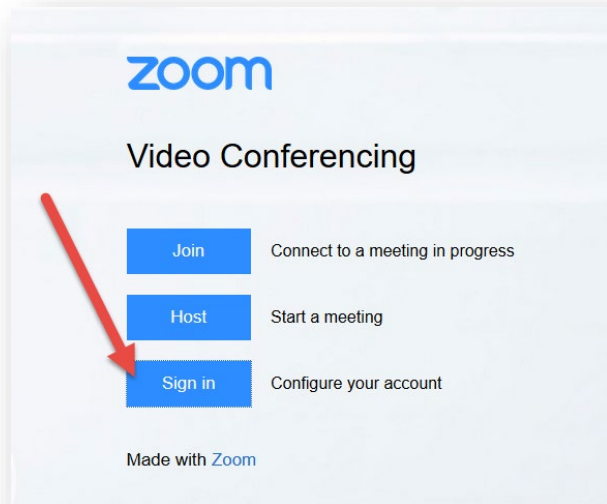 zoom
Video Conferencing
Join Connect to a meeting in progress
Host Start a meeting
Sign in Configure your account
Made with Zoom